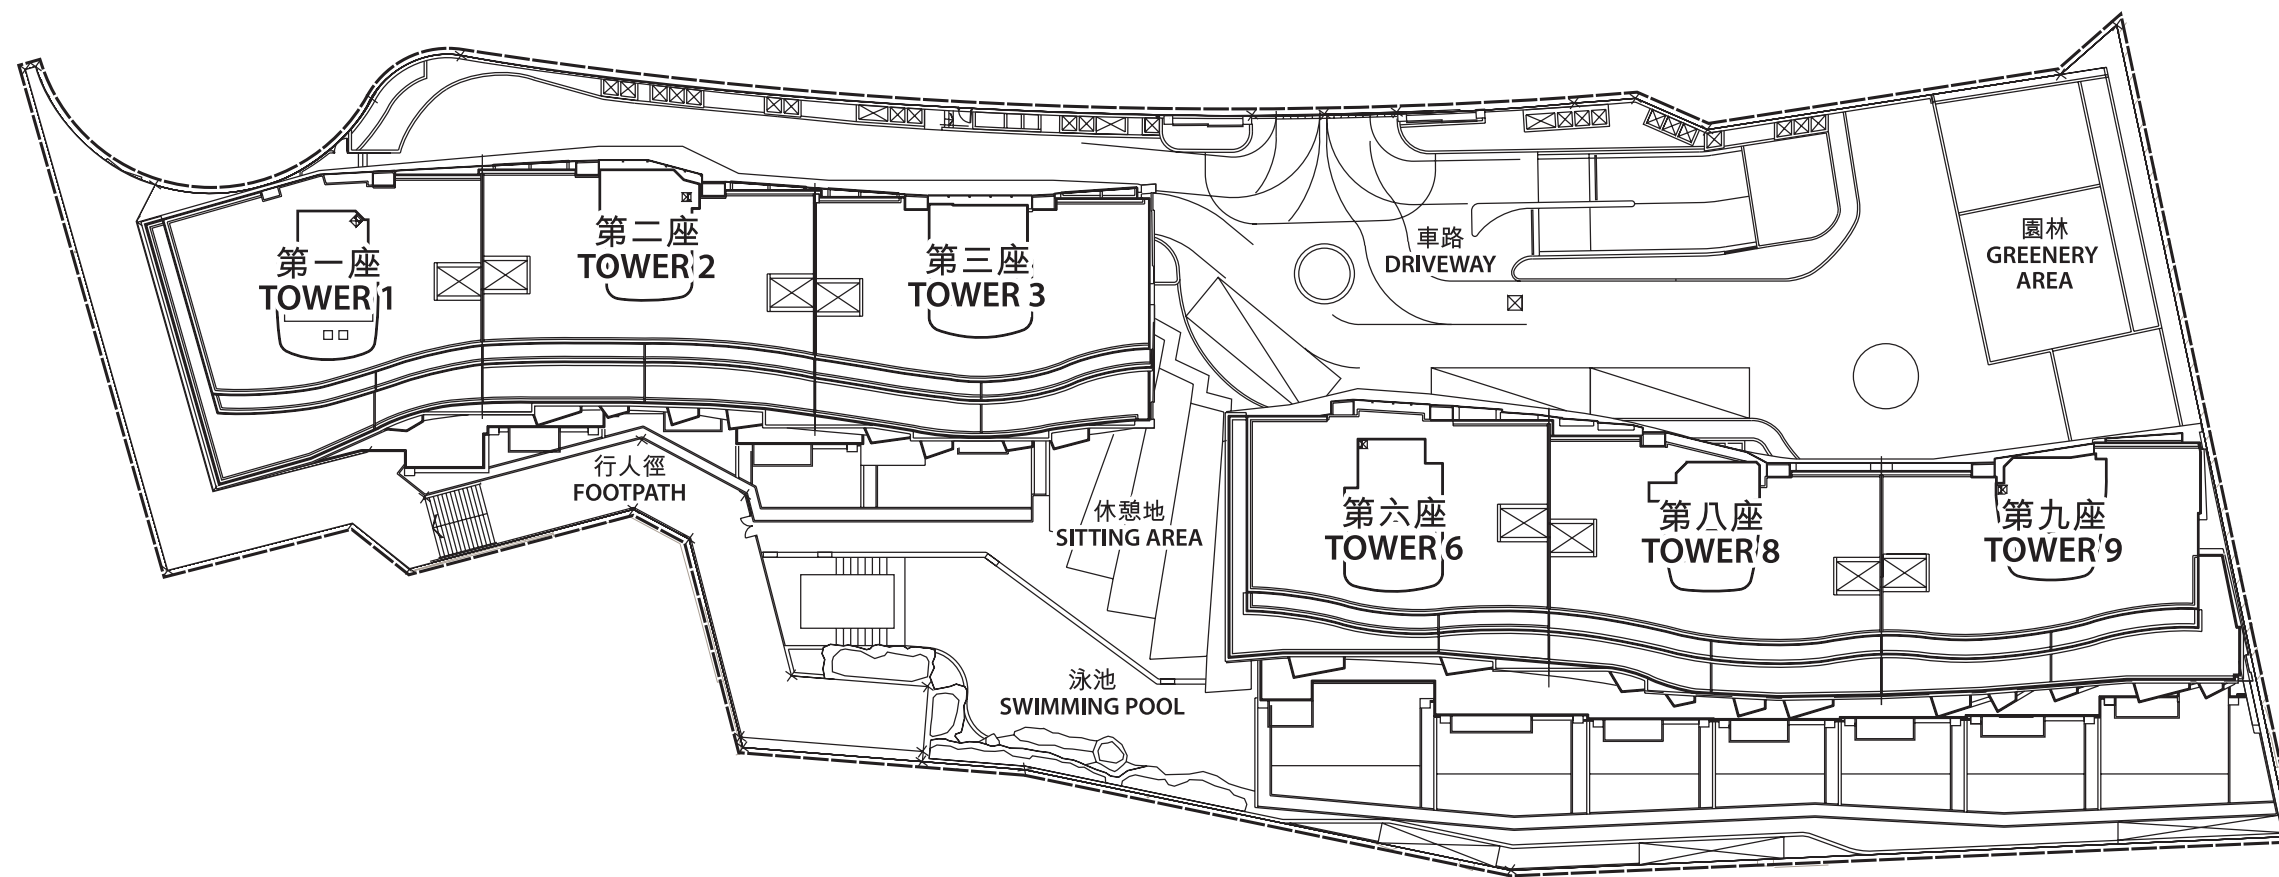 第一座
TOWER 1
第二座
TOWER 2
第三座
TOWER 3
車路
DRIVEWAY
園林
GREENERY
AREA
行人徑
FOOTPATH
休憩地
SITTING AREA
第六座
TOWER 6
第八座
TOWER 8
第九座
TOWER 9
泳池
SWIMMING POOL